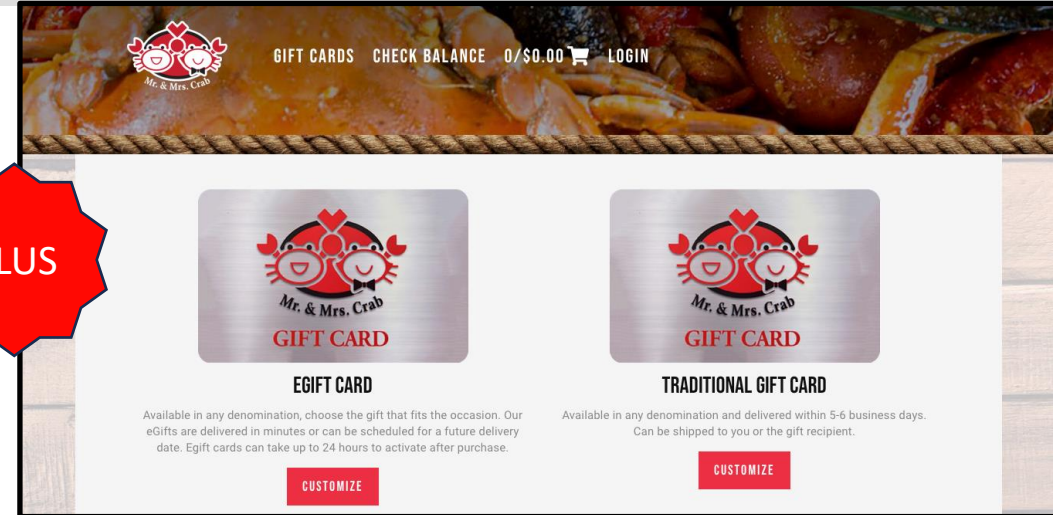 GIFT CARDS CHECK BALANCE 0/$0.00 LOGIN
Mr. & Mrs. Crab
LUS
Mr. & Mrs. Crab
GIFT CARD
EGIFT CARD
Available in any denomination, choose the gift that fits the occasion. Our
eGifts are delivered in minutes or can be scheduled for a future delivery
date. Egift cards can take up to 24 hours to activate after purchase.
CUSTOMIZE
Mr. & Mrs. Crab
GIFT CARD
TRADITIONAL GIFT CARD
Available in any denomination and delivered within 5-6 business days.
Can be shipped to you or the gift recipient.
CUSTOMIZE